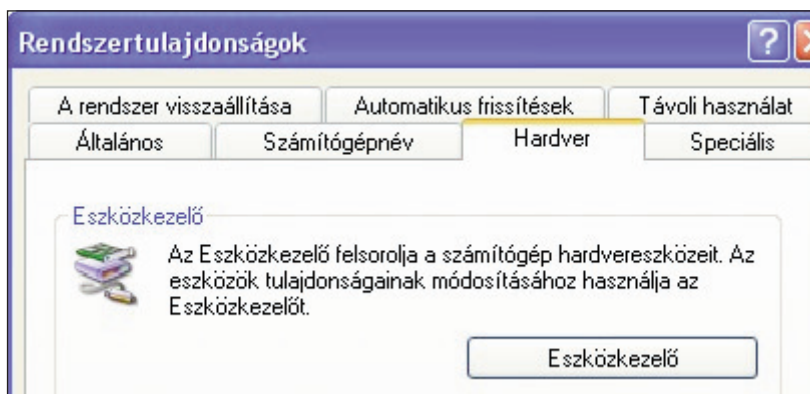 Rendszertulajdonságok
A rendszer visszaállítása Automatikus frissítések Távoli használat
Általános Számítógépnév Hardver Speciális
Eszközkezelő
Az Eszközkezelő felsorolja a számítógép hardvereszközeit. Az
eszközök tulajdonságainak módosításához használja az
Eszközkezelőt.
Eszközkezelő